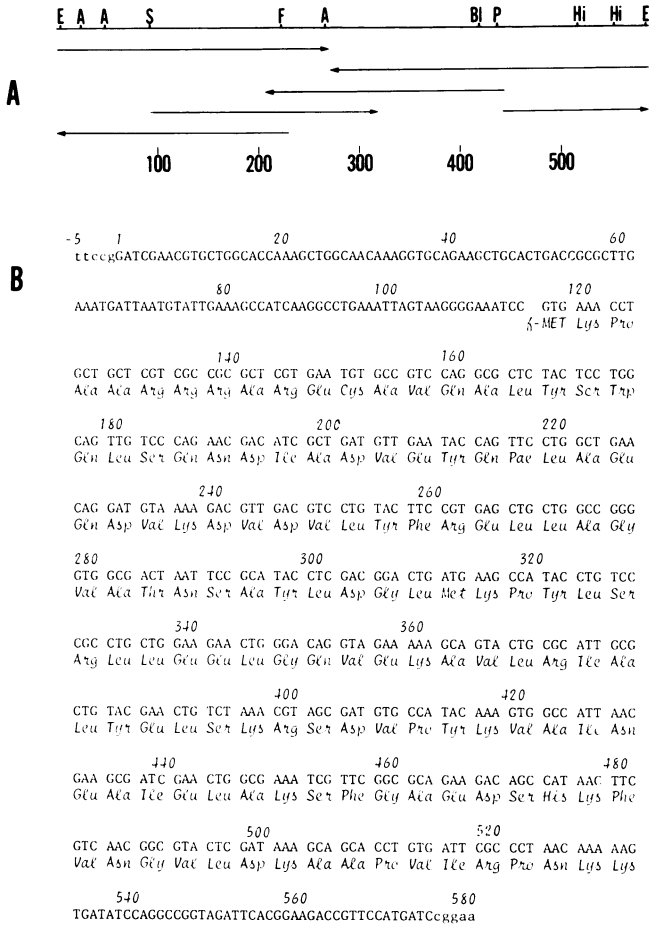 E A A S F A Bl P Hi Hi E
A
100 200 300 400 500
-5 1 20 40 60
ttccgGATCGAACGTGCTGGCACCAAAGCTGGCAACAAAGGTGCAGAAGCTGCACTGACCGCGCTTG
B
80 100 120
AAATGATTAATGTATTGAAAGCCATCAAGGCCTGAAATTAGTAAGGGGAAATCC GTG AAA CCT
f-MET Lys Pro
140 160
GCT GCT CGT CGC CGC GCT CGT GAA TGT GCC GTC CAG GCG CTC TAC TCC TGG
Ala Ala Arg Arg Arg Ala Arg Glu Cys Ala Val Gln Ala Leu Tyr Ser Trp
180 200 220
CAG TTG TCC CAG AAC GAC ATC GCT GAT GTT GAA TAC CAG TTC CTG GCT GAA
Gln Leu Ser Gln Asn Asp Ile Ala Asp Val Glu Tyr Gln Pae Leu Ala Glu
240 260
CAG GAT GTA AAA GAC GTT GAC GTC CTG TAC TTC CGT GAG CTG CTG GCC GGG
Gln Asp Val Lys Asp Val Asp Val Leu Tyr Phe Arg Glu Leu Leu Ala Gly
280 300 320
GTG GCG ACT AAT TCC GCA TAC CTC GAC GGA CTG ATG AAG CCA TAC CTG TCC
Val Ala Thr Asn Ser Ala Tyr Leu Asp Gly Leu Met Lys Pro Tyr Leu Ser
340 360
CGC CTG CTG GAA GAA CTG GGA CAG GTA GAA AAA GCA GTA CTG CGC ATT GCG
Arg Leu Leu Glu Glu Leu Gly Gln Val Glu Lys Ala Val Leu Arg Ile Ala
400 420
CTG TAC GAA CTG TCT AAA CGT AGC GAT GTG CCA TAC AAA GTG GCC ATT AAC
Leu Tyr Glu Leu Ser Lys Arg Ser Asp Val Pro Tyr Lys Val Ala Ile Asn
440 460 480
GAA GCG ATC GAA CTG GCG AAA TCG TTC GGC GCA GAA GAC AGC CAT AAG TTC
Glu Ala Ile Glu Leu Ala Lys Ser Phe Gly Ala Glu Asp Ser His Lys Phe
500 520
GTC AAC GGC GTA CTC GAT AAA GCA GCA CCT GTG ATT CGC CCT AAC AAA AAG
Val Asn Gly Val Leu Asp Lys Ala Ala Pro Val Ile Arg Pro Asn Lys Lys
540 560 580
TGATATCCAGGCCGGTAGATTCACGGAAGACCGTTCCATGATCcggaa